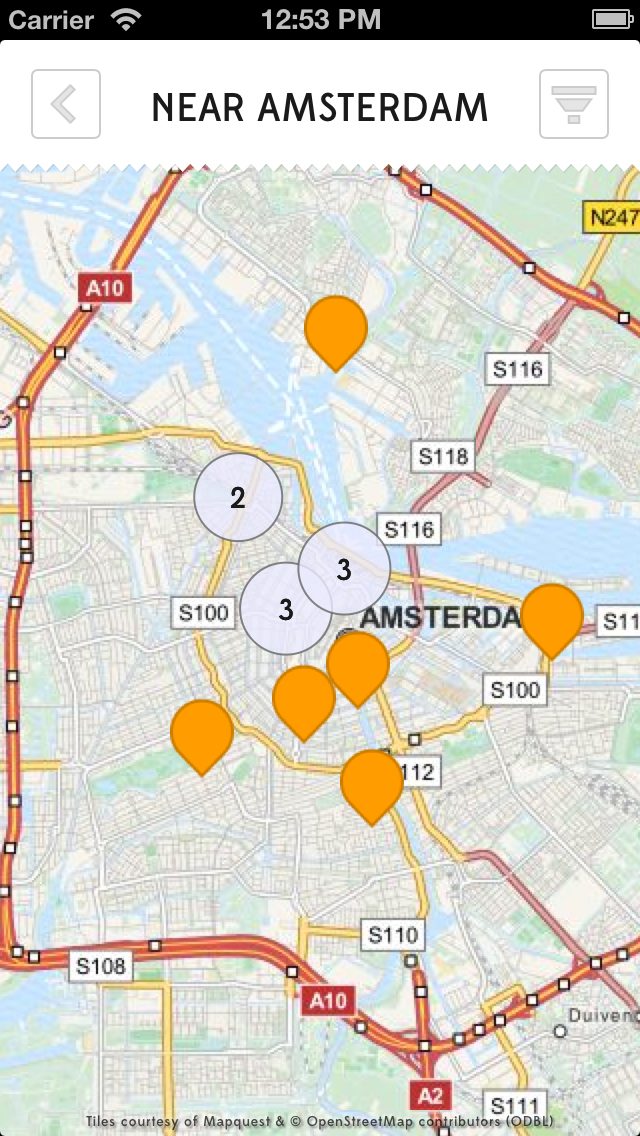 Carrier 12:53 PM
NEAR AMSTERDAM
N247
A10
S116
S118
2
S116
3
3
S100
AMSTERDA
S11
S100
112
S110
S108
A10
Duiven
A2
S111
Tiles courtesy of Mapquest & © OpenStreetMap contributors (ODBL)